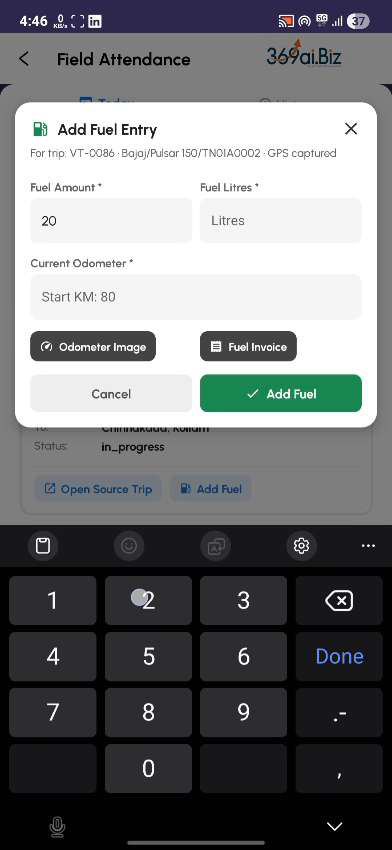 4:46 0 KB/s in 5G 37
Field Attendance 369ai.Biz
Today
Add Fuel Entry
For trip: VT-0086 · Bajaj/Pulsar 150/TN01A0002 · GPS captured
Fuel Amount * Fuel Litres *
20 Litres
Current Odometer *
Start KM: 80
Odometer Image Fuel Invoice
Cancel Add Fuel
To: Chinnakada, Kollam
Status: in_progress
Open Source Trip Add Fuel
1 2 3
4 5 6 Done
7 8 9 .-
0 ,